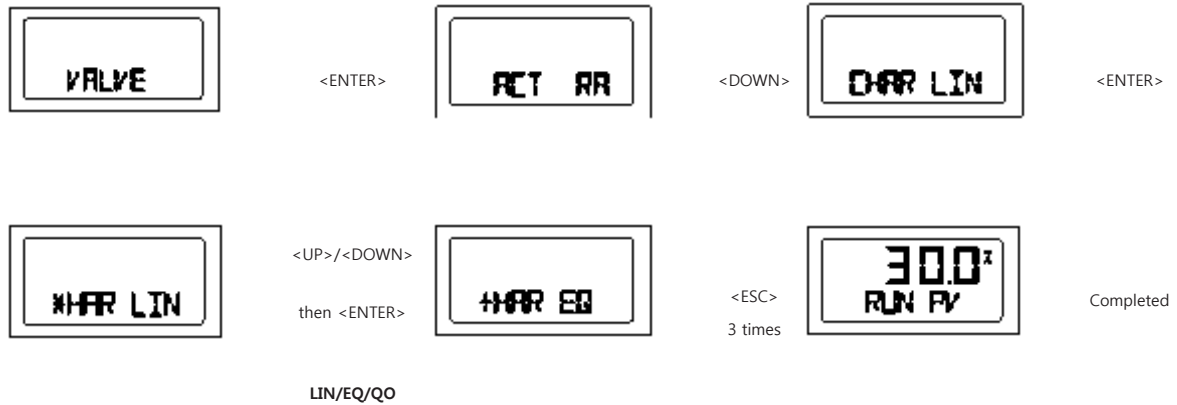 VALVE <ENTER> ACT RA <DOWN> CHAR LIN <ENTER>
30.0%
<UP>/<DOWN>
*HAR LIN then <ENTER> +HAR EQ <ESC> RUN PV Completed
3 times
LIN/EQ/QO